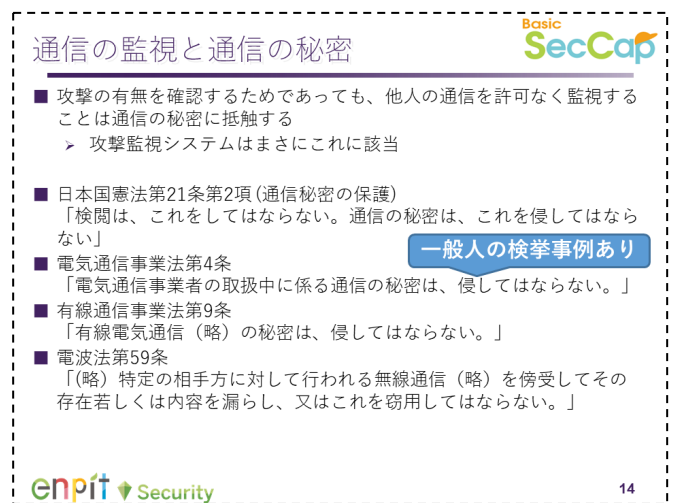 Basic
SecCap
通信の監視と通信の秘密
■ 攻撃の有無を確認するためであっても、他人の通信を許可なく監視する
ことは通信の秘密に抵触する
➢ 攻撃監視システムはまさにこれに該当
■ 日本国憲法第21条第2項 (通信秘密の保護)
「検閲は、これをしてはならない。通信の秘密は、これを侵してはなら
ない」
一般人の検挙事例あり
■ 電気通信事業法第4条
「電気通信事業者の取扱中に係る通信の秘密は、侵してはならない。」
■ 有線通信事業法第9条
「有線電気通信（略）の秘密は、侵してはならない。」
■ 電波法第59条
「(略）特定の相手方に対して行われる無線通信（略）を傍受してその
存在若しくは内容を漏らし、又はこれを窃用してはならない。」
enpiT Security
14